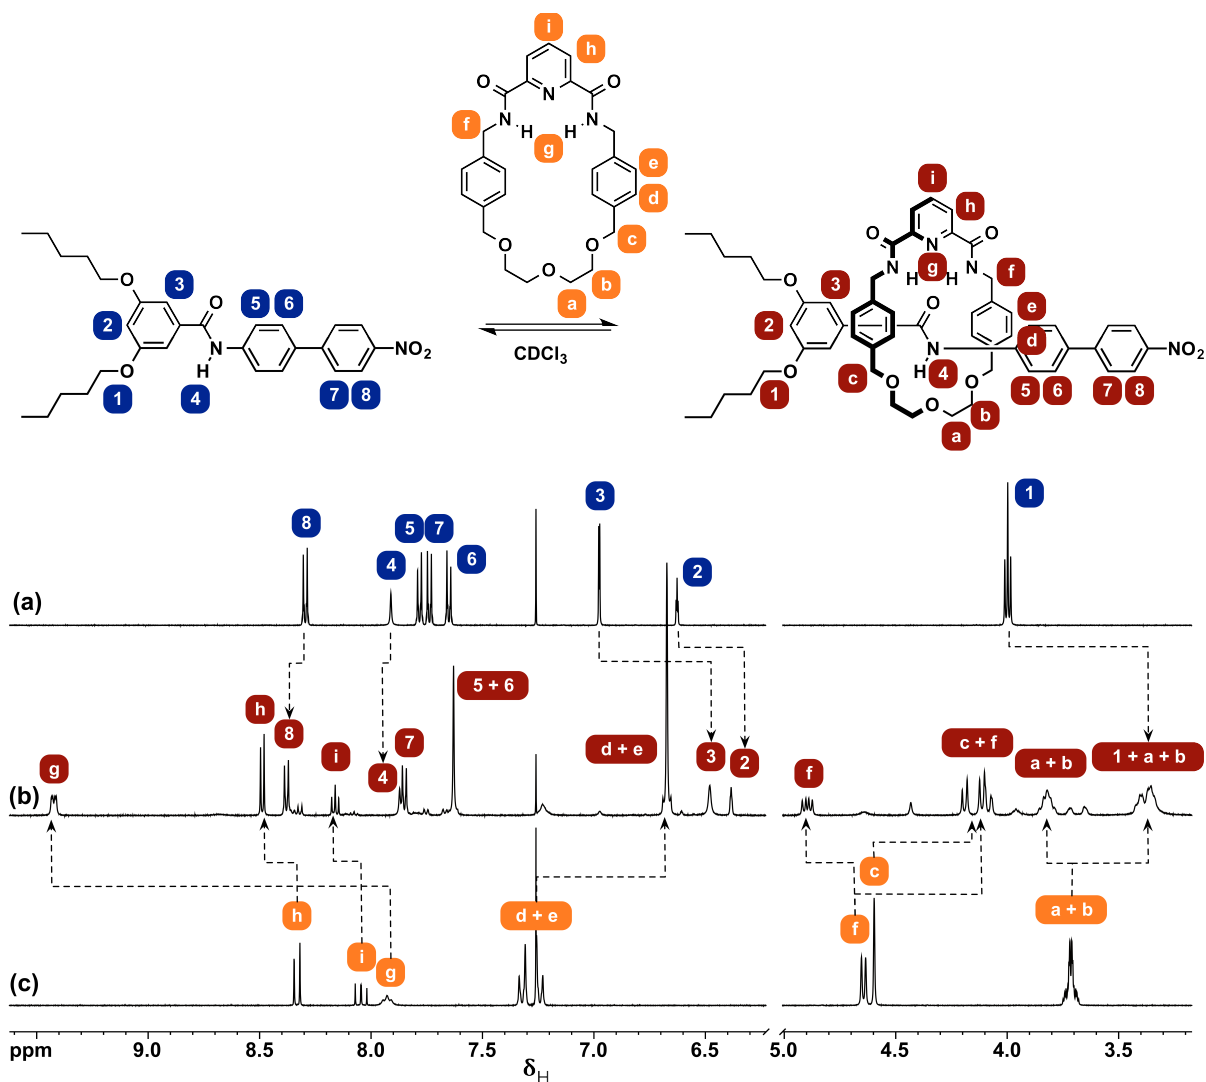 i
h
O
N
O
N
H
H
N
f
g
e
d
O
O
c
O
b
a
O
3
2
O
5
6
N
H
O
1
4
7
8
NO2
CDCl3
i
h
O
N
O
N
H
g
H
N
f
O
3
2
O
e
d
N
H
4
NO2
O
1
c
O
O
O
b
a
5
6
7
8
(a)
8
4
5
7
6
3
2
1
(b)
g
h
8
i
4
7
5 + 6
d + e
3
2
f
c + f
a + b
1 + a + b
(c)
h
i
g
d + e
f
c
a + b
ppm
9.0
8.5
8.0
7.5
7.0
6.5
5.0
4.5
4.0
3.5
δH